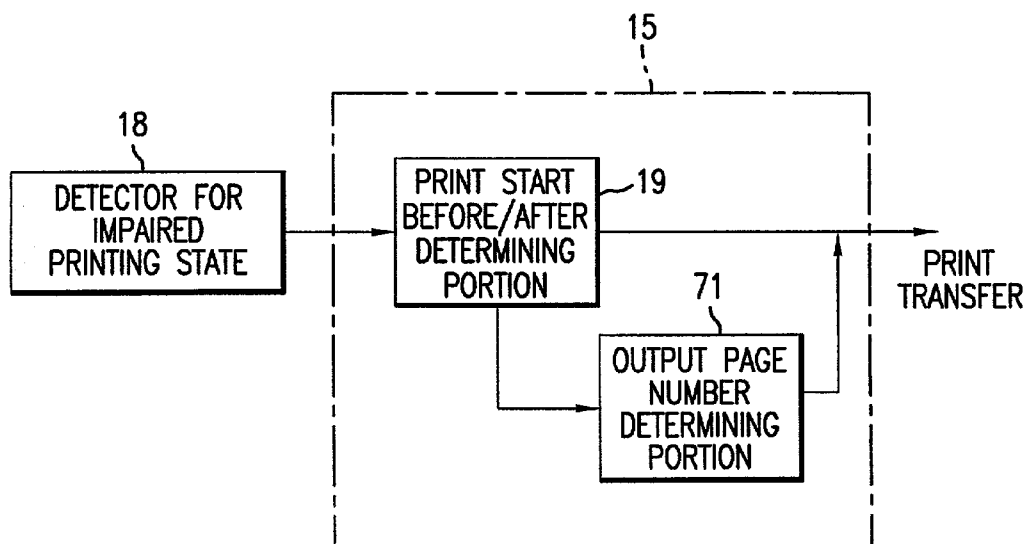 15
18
DETECTOR FOR
IMPAIRED
PRINTING STATE
PRINT START
BEFORE/AFTER
DETERMINING
PORTION
19
PRINT
TRANSFER
71
OUTPUT PAGE
NUMBER
DETERMINING
PORTION